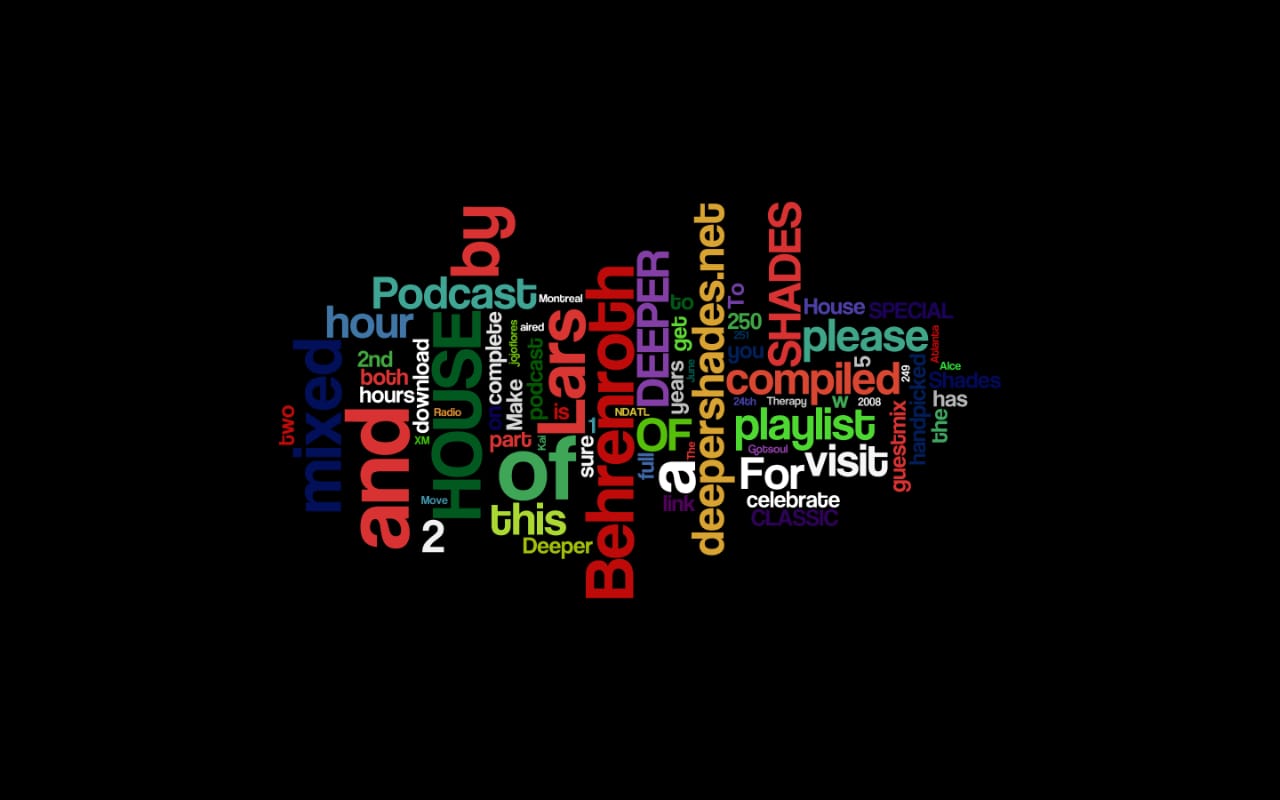 two
mixed
hour
Podcast
by
2nd
both
hours
and
download
XM
Move
2
HOUSE
Radio
on
complete
Make
jojoflores
aired
Montreal
podcast
Kai
is
part
of
this
Deeper
Lars
sure
1
Behrenroth
NDATL
DEEPER
OF
full
a
link
The
years
get
to
June
deepershades.net
To
250
251
you
SHADES
House
SPECIAL
please
Atlanta
compiled
5
249
Alce
Shades
24th
Therapy
w
2008
has
the
handpicked
guestmix
playlist
Gotsoul
For
visit
celebrate
CLASSIC